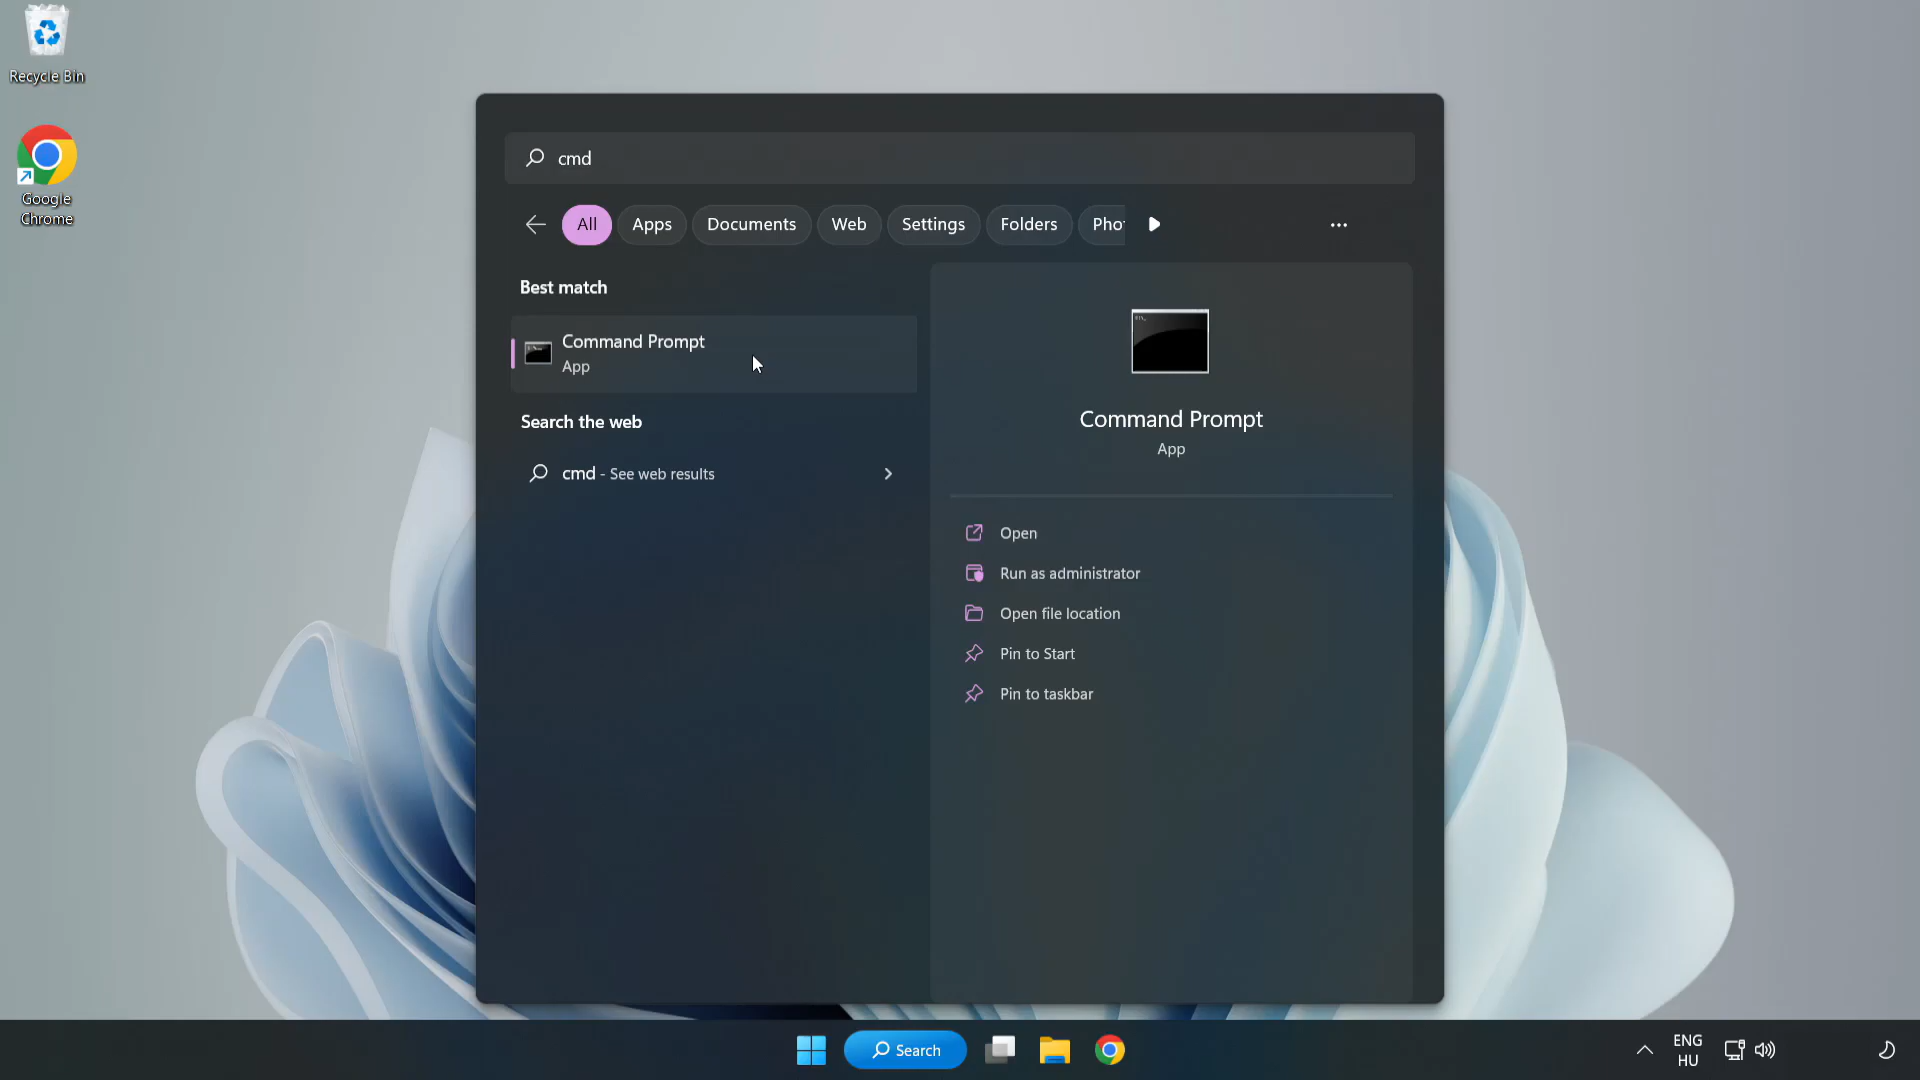 Recycle Bin
Google
Chrome
cmd
All Apps Documents Web Settings Folders
Best match
Command Prompt
App
Search the web
cmd - See web results
Command Prompt
App
Open
Run as administrator
Open file location
Pin to Start
Pin to taskbar
Search
ENG
HU